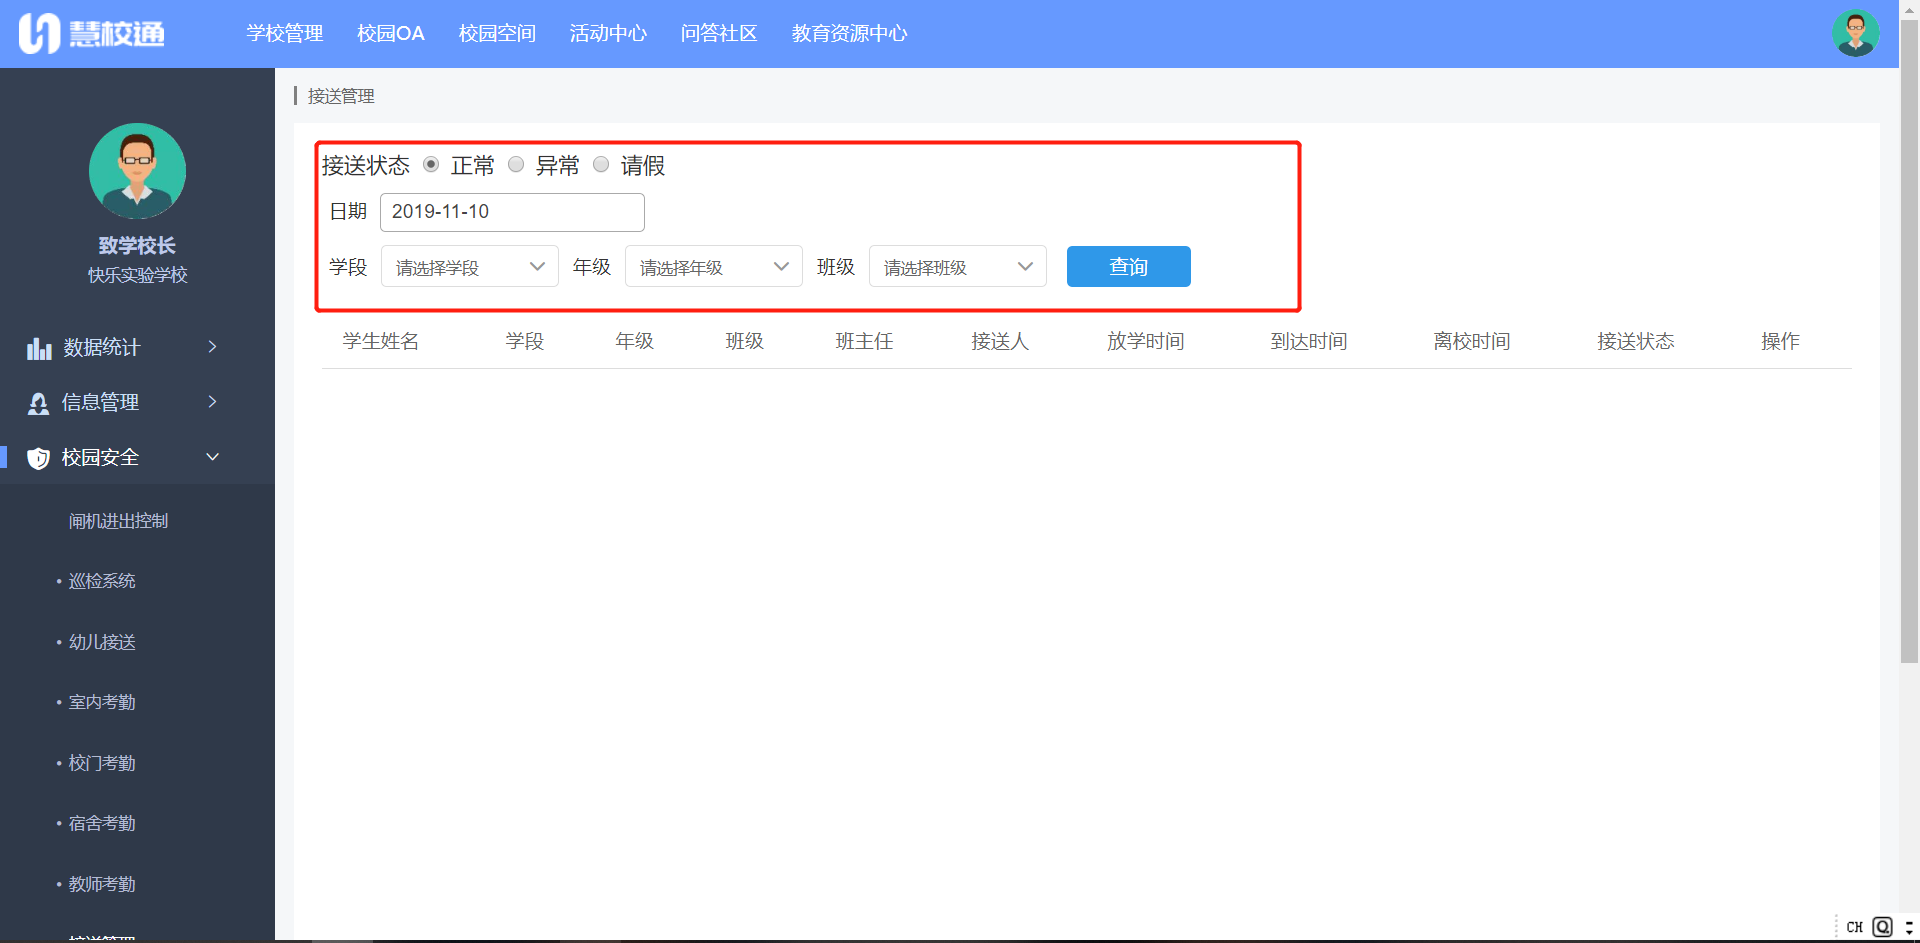 慧校通
学校管理 校园OA 校园空间 活动中心 问答社区 教育资源中心
致学校长
快乐实验学校
数据统计
信息管理
校园安全
闸机进出控制
• 巡检系统
• 幼儿接送
• 室内考勤
• 校门考勤
• 宿舍考勤
• 教师考勤
接送管理
接送管理
接送状态 正常 异常 请假
日期 2019-11-10
学段 请选择学段 年级 请选择年级 班级 请选择班级 查询
学生姓名 学段 年级 班级 班主任 接送人 放学时间 到达时间 离校时间 接送状态 操作
CH